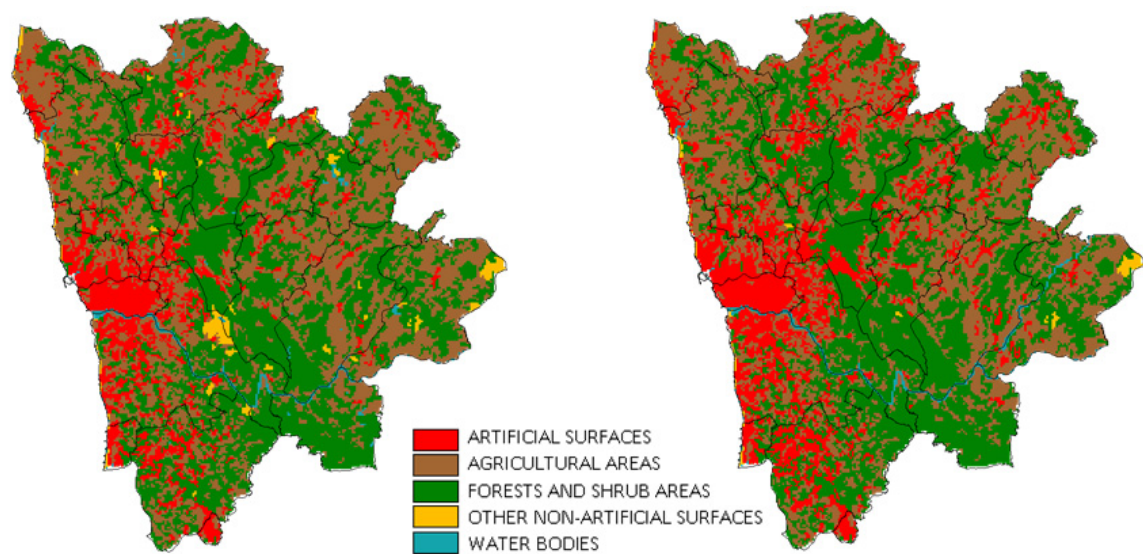 ARTIFICIAL SURFACES
AGRICULTURAL AREAS
FORESTS AND SHRUB AREAS
OTHER NON-ARTIFICIAL SURFACES
WATER BODIES